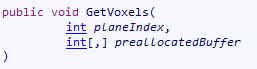 public void GetVoxels(
int planeIndex,
int[,] preallocatedBuffer
)